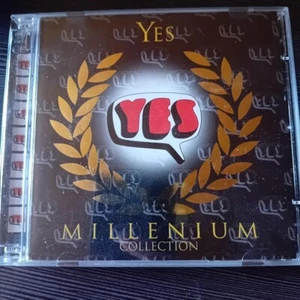 YES
YES
MILLENIUM
COLLECTION